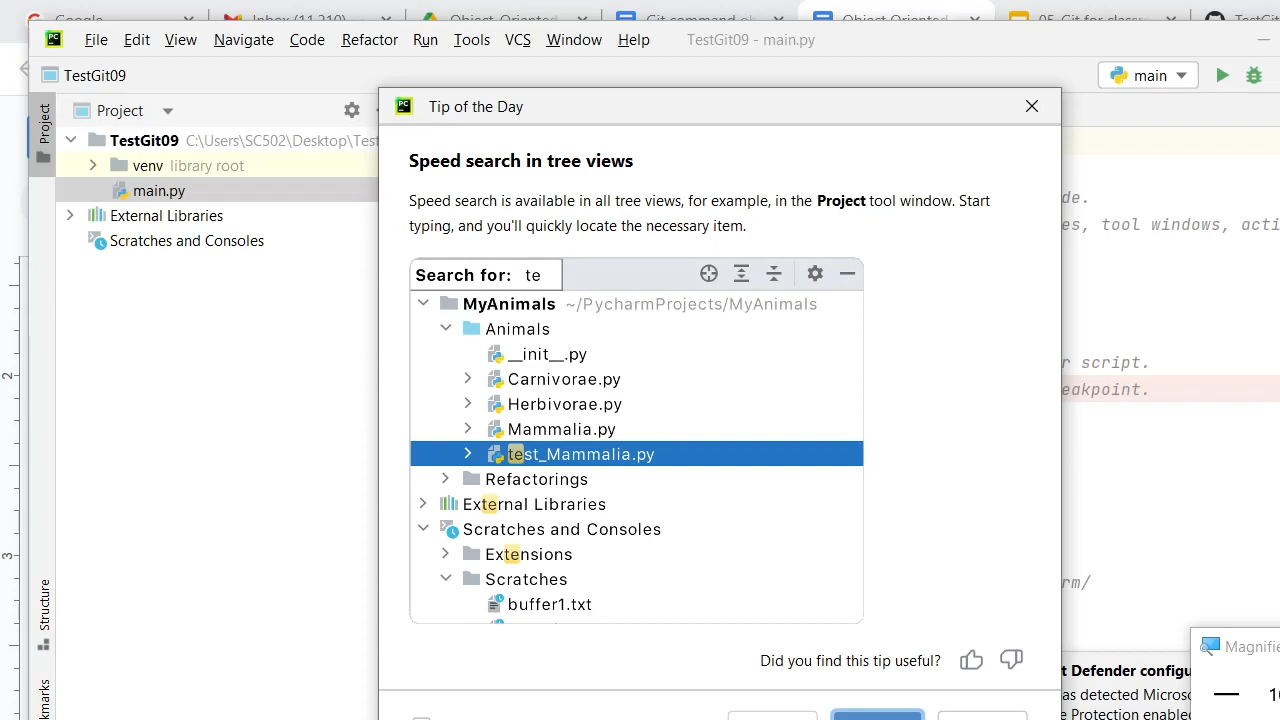 Google
Inbox (11,210)
Object Oriented
Git command
Object Oriented
05 Git for
TestGit
File Edit View Navigate Code Refactor Run Tools VCS Window Help TestGit09 - main.py
TestGit09
main
Project
Project
TestGit09 C:\Users\SC502\Desktop\Test
venv library root
main.py
External Libraries
Scratches and Consoles
Structure
Tip of the Day
Speed search in tree views
Speed search is available in all tree views, for example, in the Project tool window. Start
typing, and you'll quickly locate the necessary item.
Search for: te
MyAnimals ~/PycharmProjects/MyAnimals
Animals
__init__.py
Carnivorae.py
Herbivorae.py
Mammalia.py
test_Mammalia.py
Refactorings
External Libraries
Scratches and Consoles
Extensions
Scratches
buffer1.txt
Did you find this tip useful?
de.
es, tool windows, acti
r script.
eakpoint.
rm/
Magnifie
t Defender configu
as detected Microso
e Protection enabled
2
3